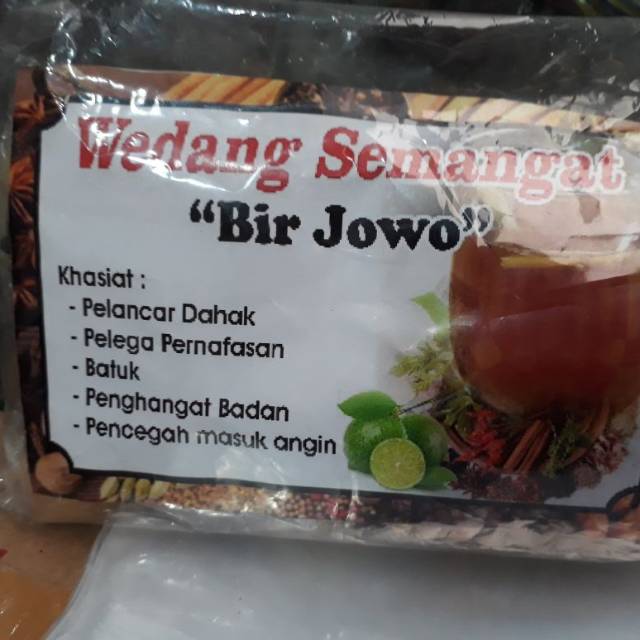 Wedang Semangat
“Bir Jowo”
Khasiat :
- Pelancar Dahak
- Pelega Pernafasan
- Batuk
- Penghangat Badan
- Pencegah masuk angin